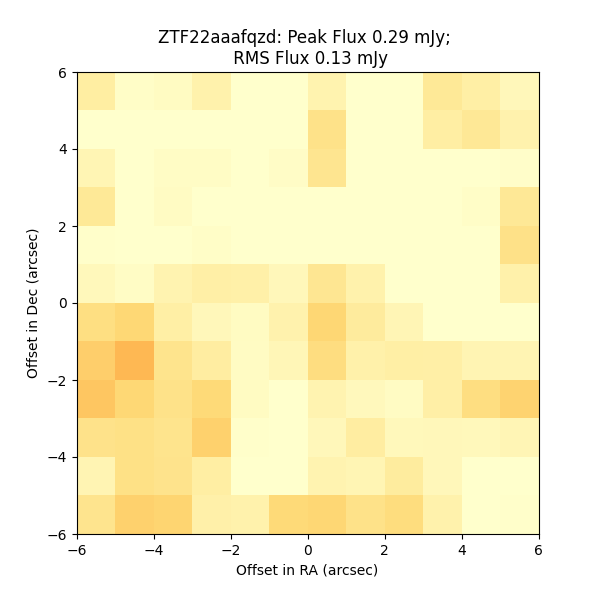 ZTF22aaafqzd: Peak Flux 0.29 mJy;
RMS Flux 0.13 mJy
6
4
2
0
−2
−4
−6
Offset in Dec (arcsec)
−6 −4 −2 0 2 4 6
Offset in RA (arcsec)